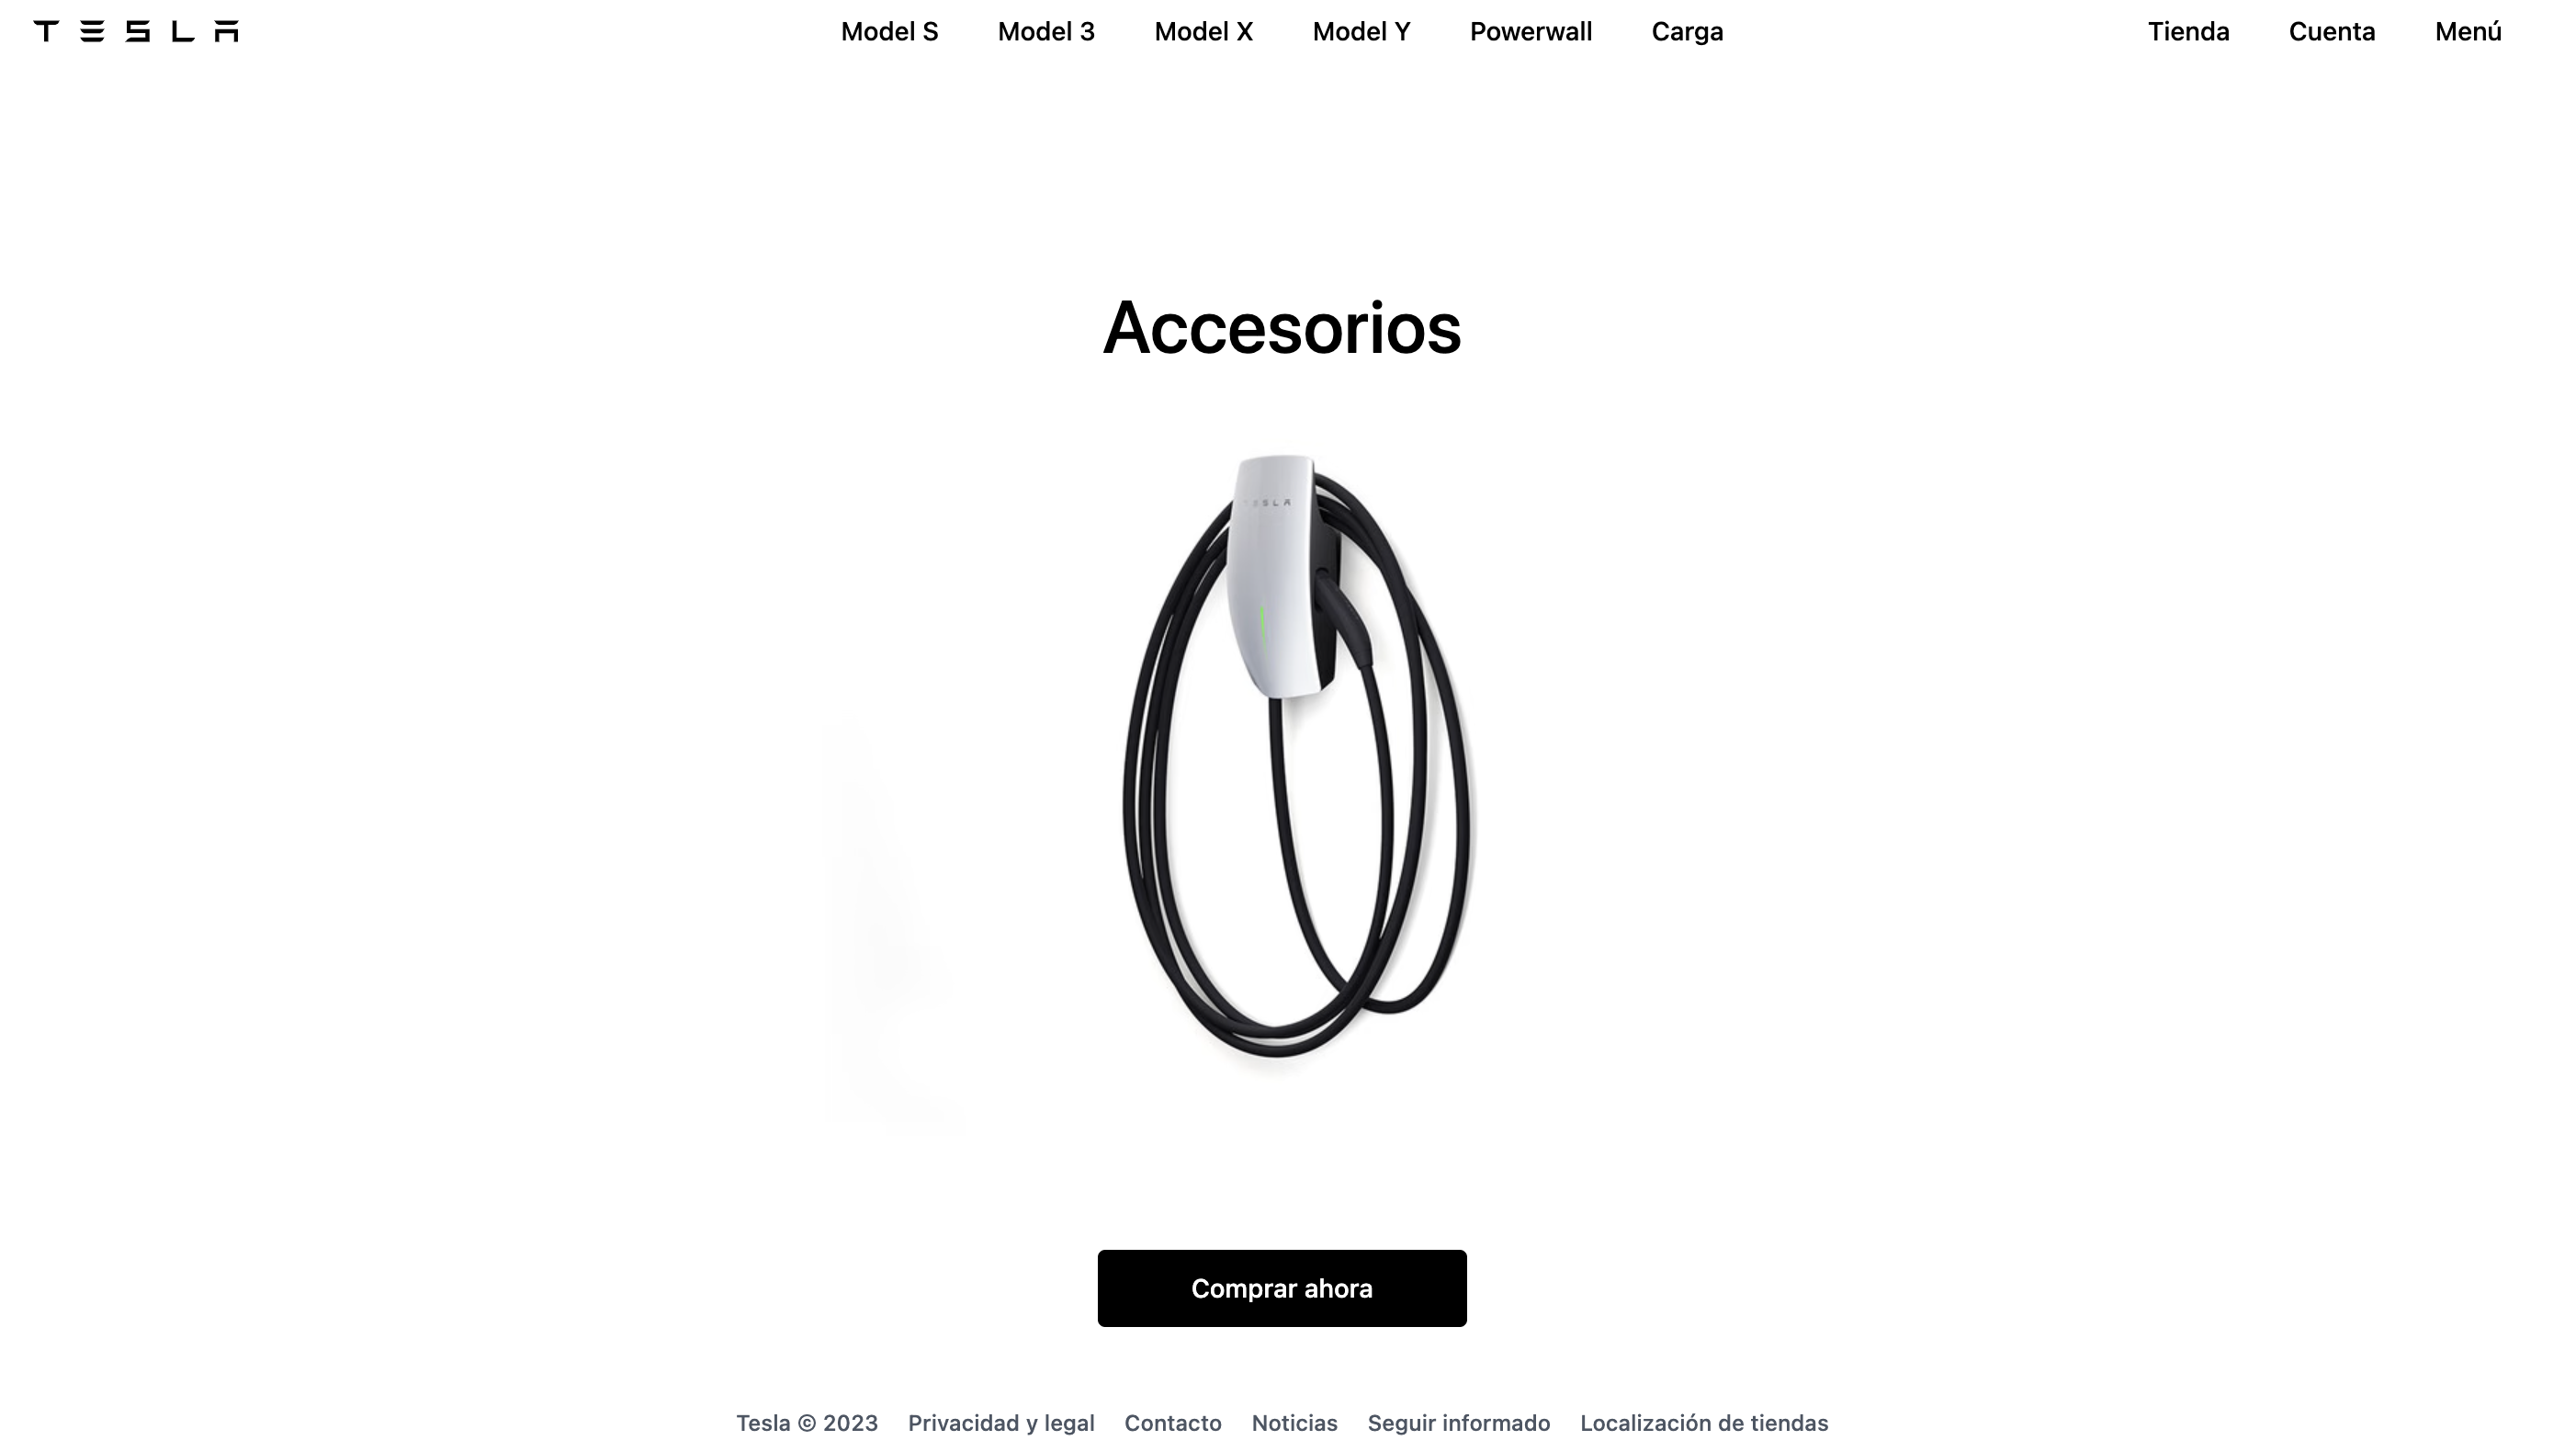 TESLA
Model S Model 3 Model X Model Y Powerwall Carga
Tienda Cuenta Menú
Accesorios
TESLA
Comprar ahora
Tesla © 2023 Privacidad y legal Contacto Noticias Seguir informado Localización de tiendas